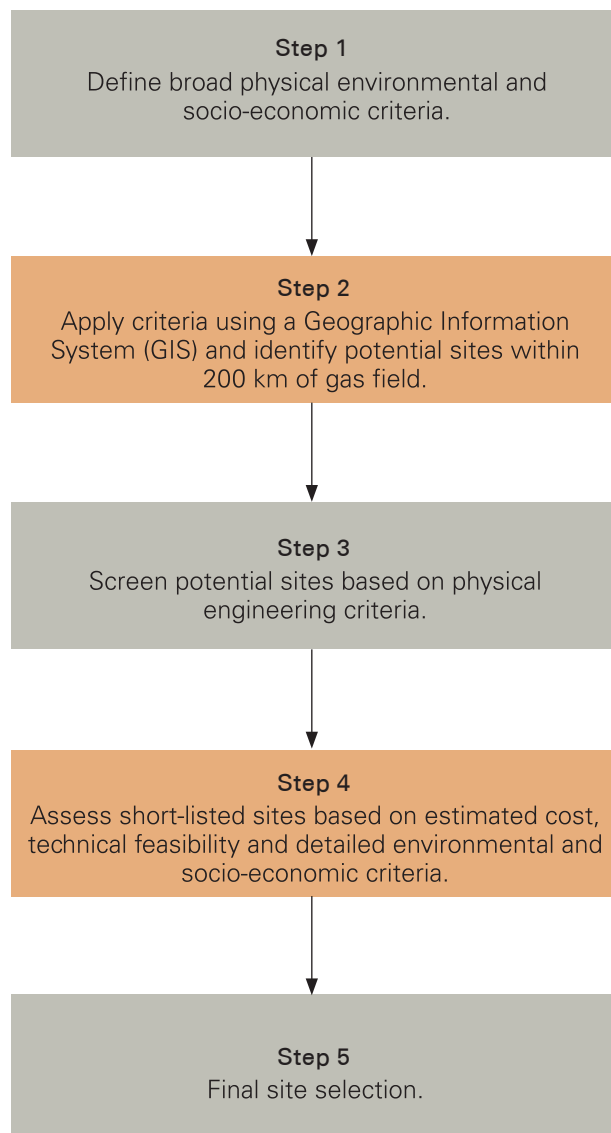 Step 1
Define broad physical environmental and
socio-economic criteria.
Step 2
Apply criteria using a Geographic Information
System (GIS) and identify potential sites within
200 km of gas field.
Step 3
Screen potential sites based on physical
engineering criteria.
Step 4
Assess short-listed sites based on estimated cost,
technical feasibility and detailed environmental and
socio-economic criteria.
Step 5
Final site selection.